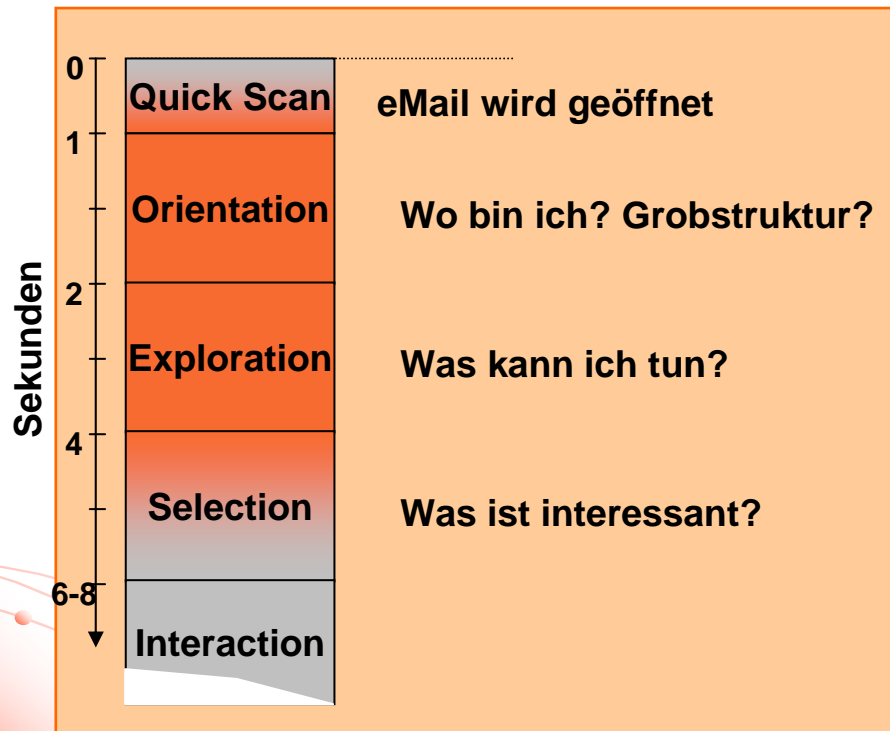 0
Quick Scan
eMail wird geöffnet
1
Orientation
Wo bin ich? Grobstruktur?
Sekunden
2
Exploration
Was kann ich tun?
4
Selection
Was ist interessant?
6-8
Interaction